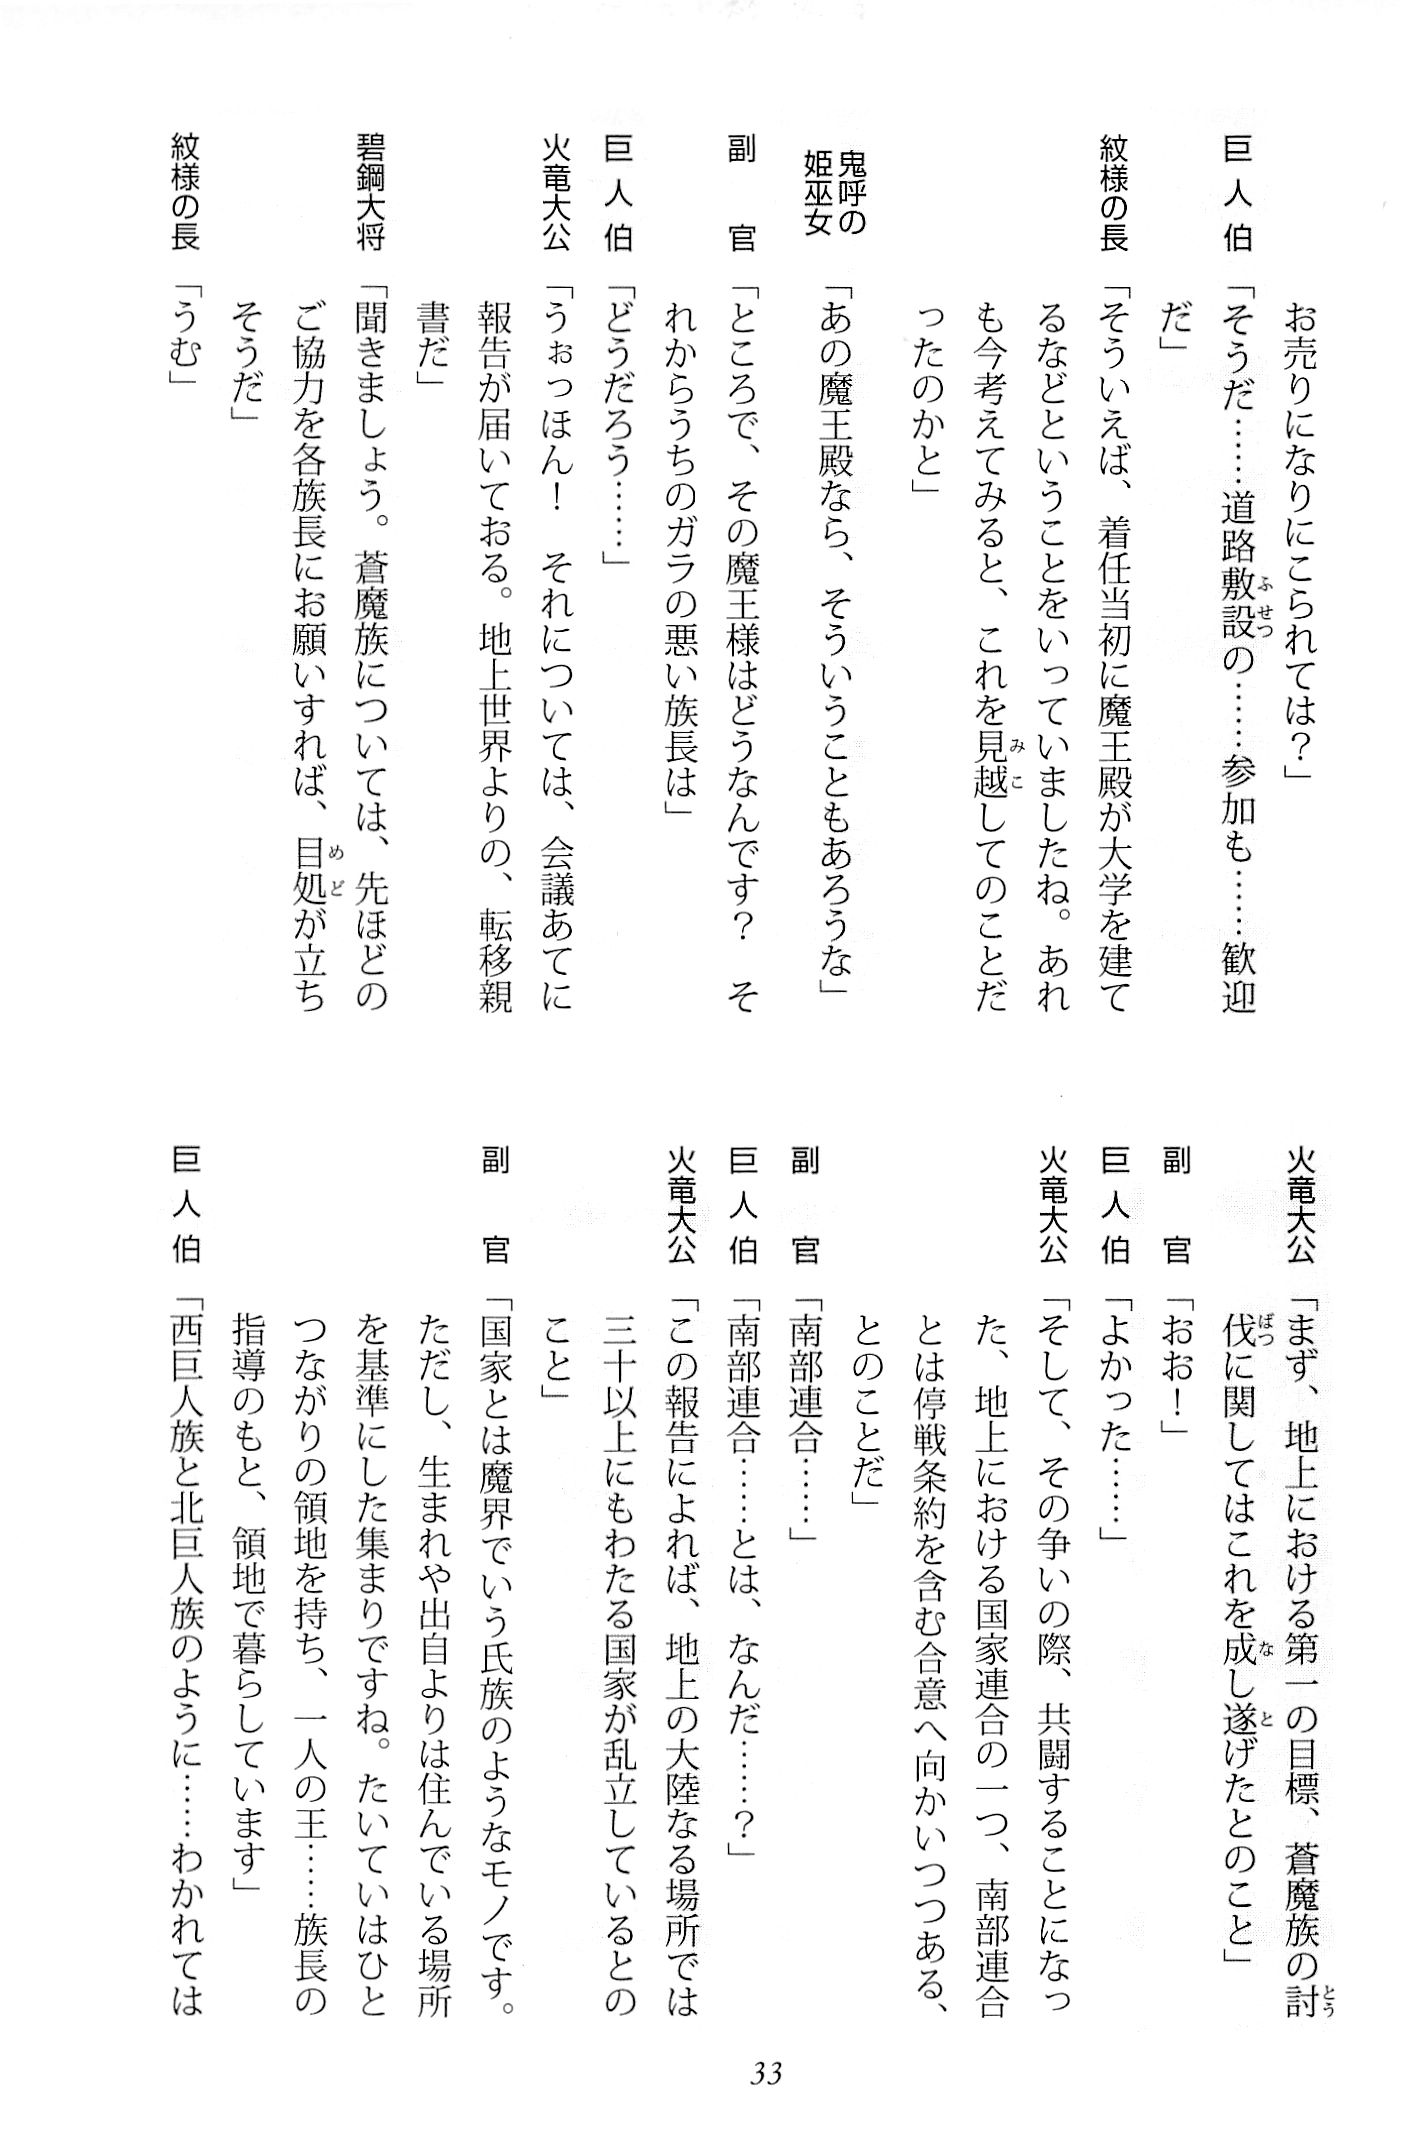 お売りになりにこられては？」
巨人伯「そうだ……道路敷設の……参加も……歓迎
だ」
紋様の長「そういえば、着任当初に魔王殿が大学を建て
るなどということをいっていましたね。あれ
も今考えてみると、これを見越してのことだ
ったのかと」
鬼呼の姫巫女「あの魔王殿なら、そういうこともあろうな」
副　官「ところで、その魔王様はどうなんです？　そ
れからうちのガラの悪い族長は」
巨人伯「どうだろう……」
火竜大公「うぉっほん！　それについては、会議あてに
報告が届いておる。地上世界よりの、転移親
書だ」
碧鋼大将「聞きましょう。蒼魔族については、先ほどの
ご協力を各族長にお願いすれば、目処が立ち
そうだ」
紋様の長「うむ」
火竜大公「まず、地上における第一の目標、蒼魔族の討
伐に関してはこれを成し遂げたとのこと」
副　官「おお！」
巨人伯「よかった……」
火竜大公「そして、その争いの際、共闘することになっ
た、地上における国家連合の一つ、南部連合
とは停戦条約を含む合意へ向かいつつある、
とのことだ」
副　官「南部連合……」
巨人伯「南部連合……とは、なんだ……？」
火竜大公「この報告によれば、地上の大陸なる場所では
三十以上にもわたる国家が乱立しているとの
こと」
副　官「国家とは魔界でいう氏族のようなモノです。
ただし、生まれや出自よりは住んでいる場所
を基準にした集まりですね。たいていはひと
つながりの領地を持ち、一人の王……族長の
指導のもと、領地で暮らしています」
巨人伯「西巨人族と北巨人族のように……わかれては
33